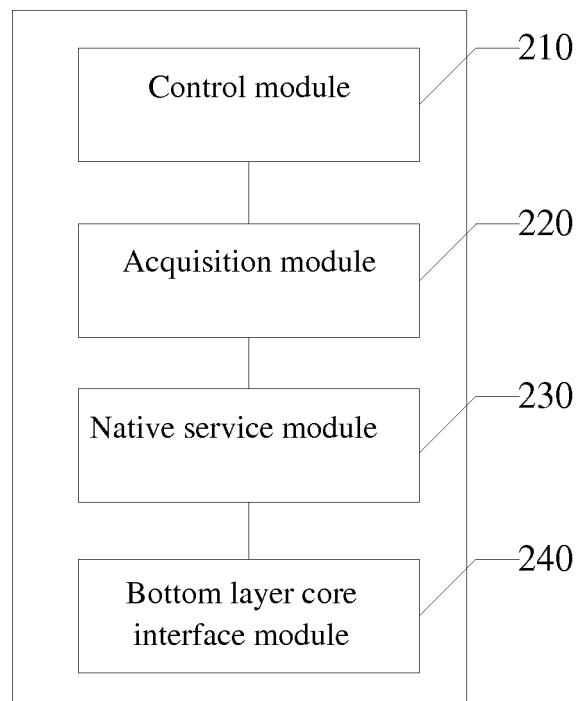 Control module
210
Acquisition module
220
Native service module
230
Bottom layer core
interface module
240